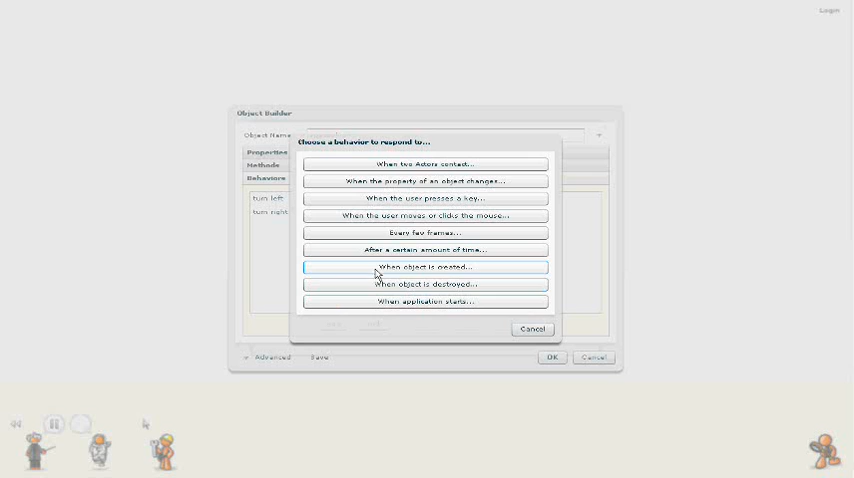 Login
Object Builder
Object Name
Choose a behavior to respond to...
Properties
Methods
Behaviors
When two Actors contact...
When the property of an object changes...
turn left
When the user presses a key...
turn right
When the user moves or clicks the mouse...
Every few frames...
After a certain amount of time...
When object is created...
When object is destroyed...
When application starts...
Cancel
Advanced
Save
OK
Cancel